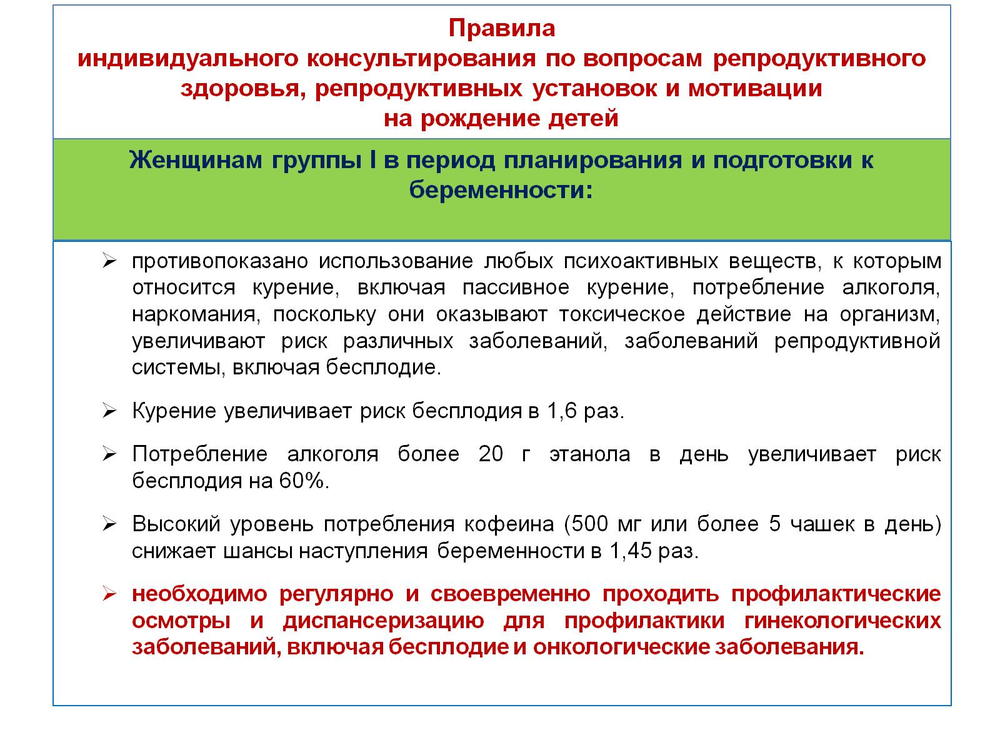 Правила
индивидуального консультирования по вопросам репродуктивного
здоровья, репродуктивных установок и мотивации
на рождение детей
Женщинам группы I в период планирования и подготовки к
беременности:
➢ противопоказано использование любых психоактивных веществ, к которым
относится курение, включая пассивное курение, потребление алкоголя,
наркомания, поскольку они оказывают токсическое действие на организм,
увеличивают риск различных заболеваний, заболеваний репродуктивной
системы, включая бесплодие.
➢ Курение увеличивает риск бесплодия в 1,6 раз.
➢ Потребление алкоголя более 20 г этанола в день увеличивает риск
бесплодия на 60%.
➢ Высокий уровень потребления кофеина (500 мг или более 5 чашек в день)
снижает шансы наступления беременности в 1,45 раз.
➢ необходимо регулярно и своевременно проходить профилактические
осмотры и диспансеризацию для профилактики гинекологических
заболеваний, включая бесплодие и онкологические заболевания.